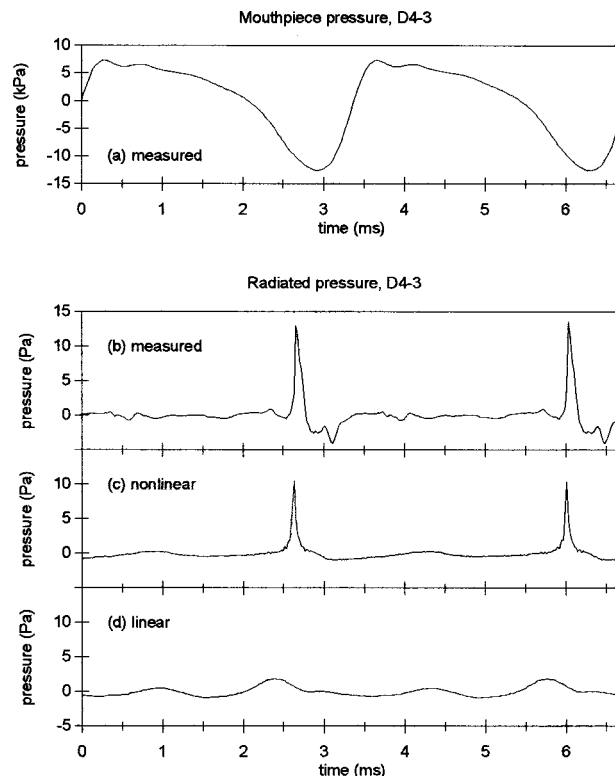 Mouthpiece pressure, D4-3
10
5
0
-5
-10
-15
pressure (kPa)
(a) measured
0 1 2 3 4 5 6
time (ms)
Radiated pressure, D4-3
15
10
5
0
pressure (Pa)
(b) measured
10
5
0
pressure (Pa)
(c) nonlinear
10
5
0
-5
pressure (Pa)
(d) linear
0 1 2 3 4 5 6
time (ms)